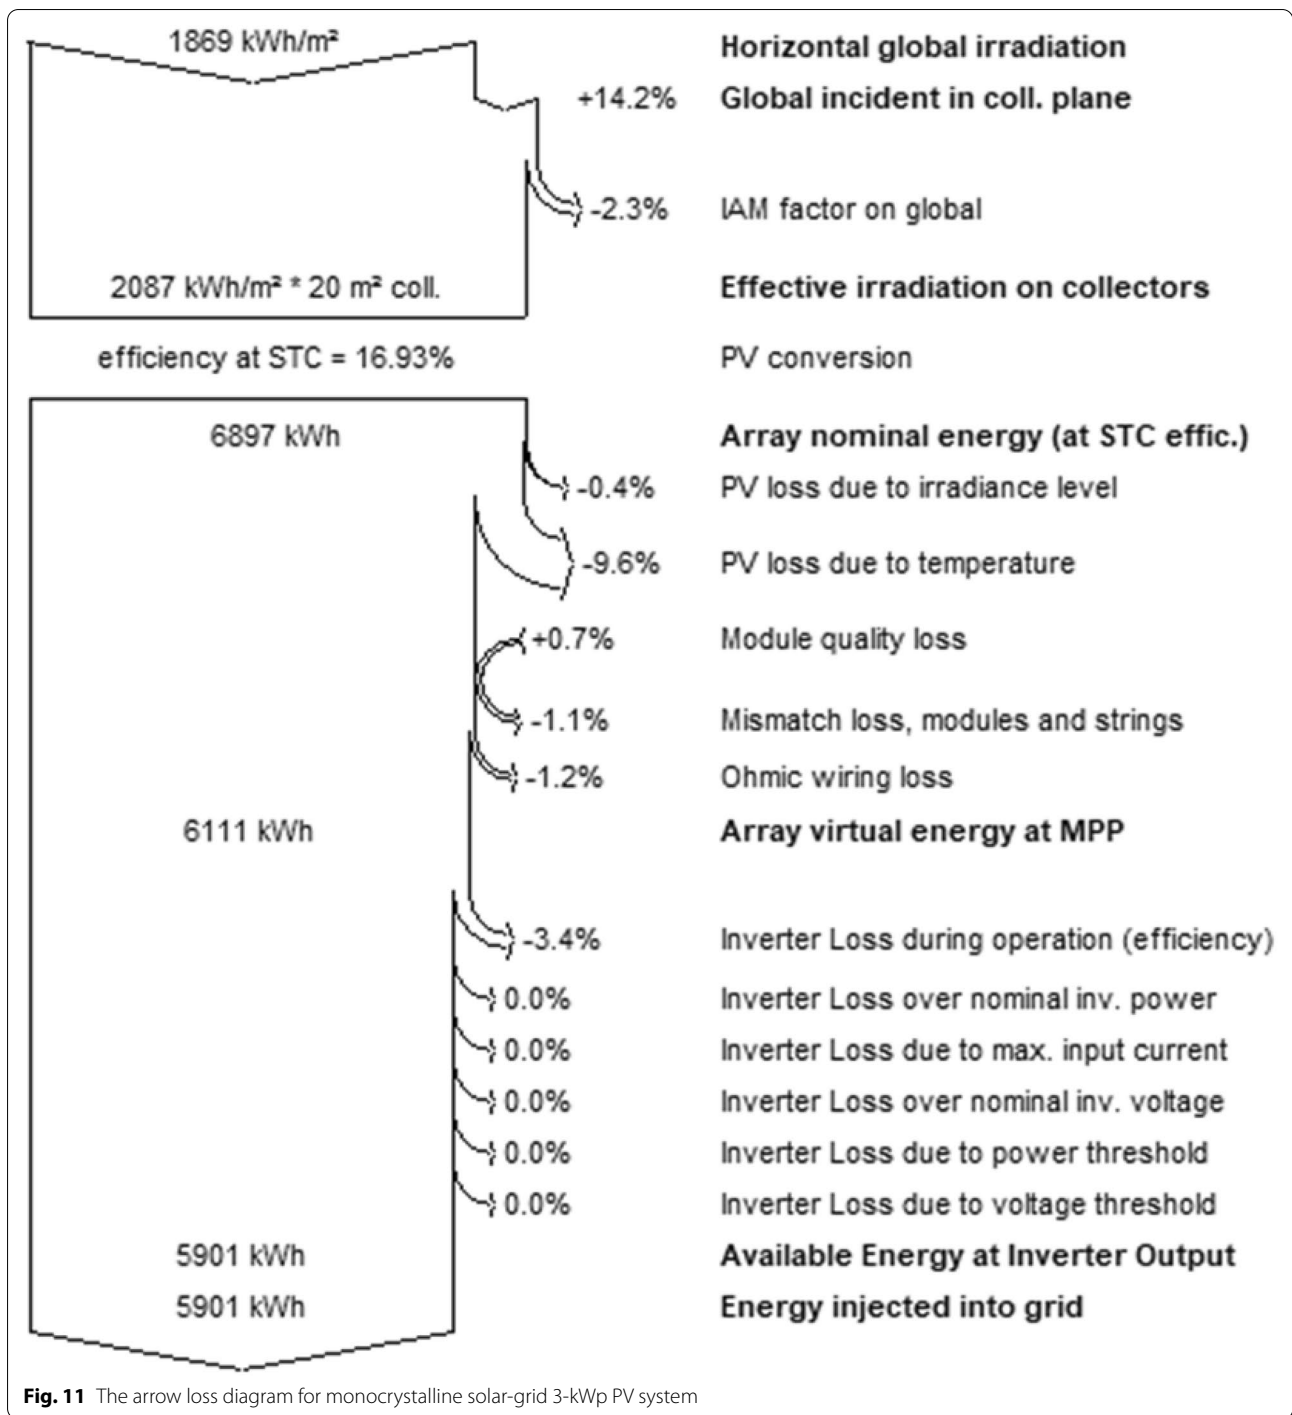 1869 kWh/m² Horizontal global irradiation
+14.2% Global incident in coll. plane
-2.3% IAM factor on global
2087 kWh/m² * 20 m² coll. Effective irradiation on collectors
efficiency at STC = 16.93% PV conversion
6897 kWh Array nominal energy (at STC effic.)
-0.4% PV loss due to irradiance level
-9.6% PV loss due to temperature
+0.7% Module quality loss
-1.1% Mismatch loss, modules and strings
-1.2% Ohmic wiring loss
6111 kWh Array virtual energy at MPP
-3.4% Inverter Loss during operation (efficiency)
0.0% Inverter Loss over nominal inv. power
0.0% Inverter Loss due to max. input current
0.0% Inverter Loss over nominal inv. voltage
0.0% Inverter Loss due to power threshold
0.0% Inverter Loss due to voltage threshold
5901 kWh Available Energy at Inverter Output
5901 kWh Energy injected into grid
Fig. 11 The arrow loss diagram for monocrystalline solar-grid 3-kWp PV system